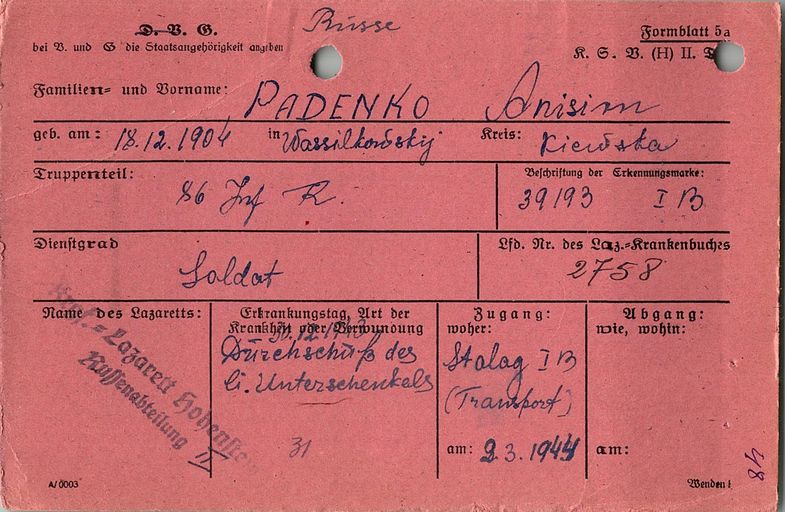 D. V. G.
Russe
Formblatt 5a
bei V. und G die Staatsangehörigkeit angeben
K. S. V. (H) II. T
Familien= und Vorname: PADENKO Anisim
geb. am: 18.12.1904 in Wassilkowskij Kreis: Kiewska
Truppenteil: 86 Inf R.
Beschriftung der Erkennungsmarke:
39193 I B
Dienstgrad Soldat
Lfd. Nr. des Laz.=Krankenbuches
2758
Name des Lazaretts:
Lazarett Hohenstein
Russenabteilung II
Erkrankungstag, Art der
Krankheit oder Verwundung
Durchschuß des
li. Unterschenkels
31
Zugang:
woher:
Stalag I B
(Transport)
am: 2.3.1944
Abgang:
wie, wohin:
am:
48
A/0003
Wenden!